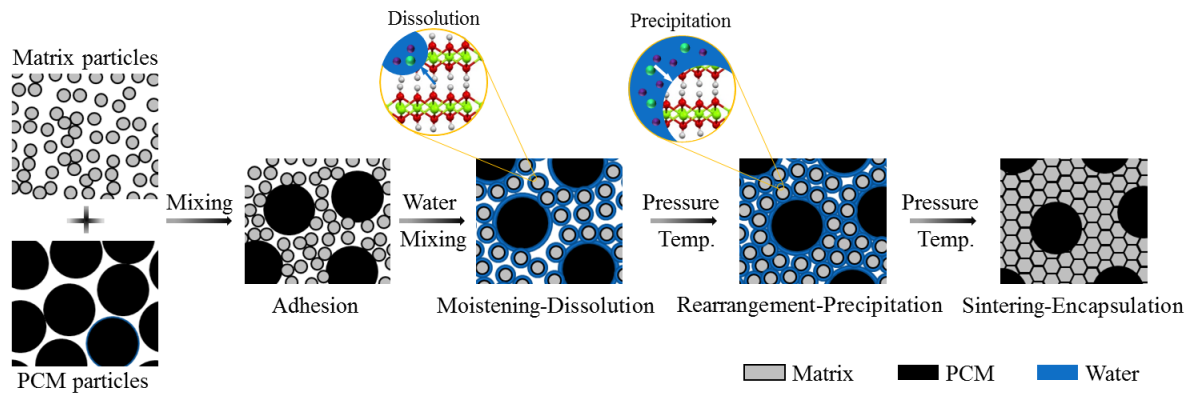 Matrix particles
PCM particles
Mixing
Adhesion
Water
Mixing
Dissolution
Moistening-Dissolution
Pressure
Temp.
Precipitation
Rearrangement-Precipitation
Pressure
Temp.
Sintering-Encapsulation
Matrix
PCM
Water